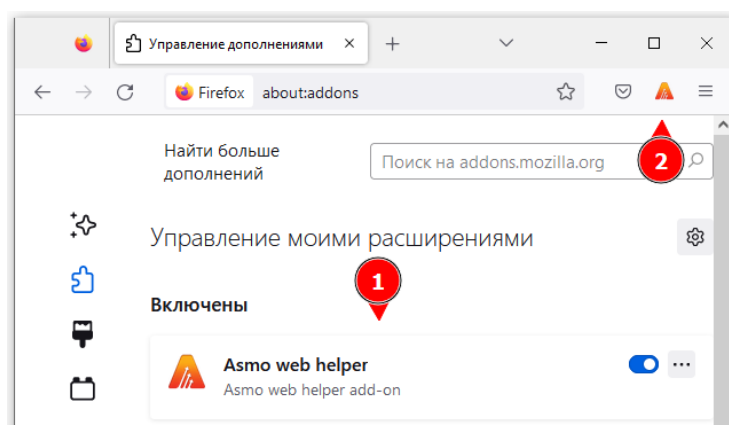 Управление дополнениями
Firefox about:addons
Найти больше
дополнений
Поиск на addons.mozilla.org
2
Управление моими расширениями
1
Включены
Asmo web helper
Asmo web helper add-on